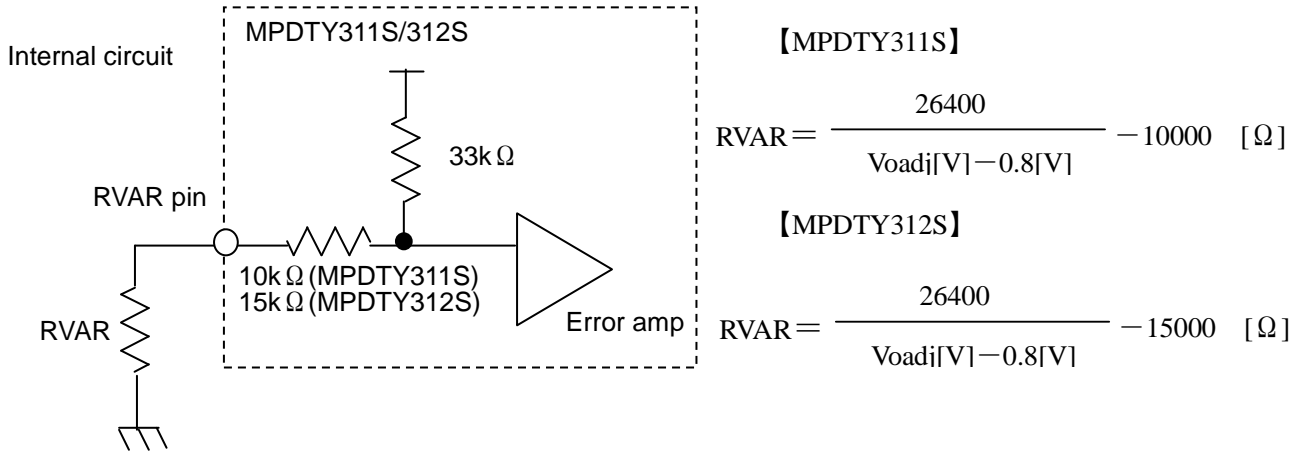 Internal circuit
MPDTY311S/312S
33kΩ
RVAR pin
10kΩ(MPDTY311S)
15kΩ(MPDTY312S)
Error amp
RVAR
【MPDTY311S】
RVAR＝ 26400 －10000 [Ω]
Voadj[V]－0.8[V]
【MPDTY312S】
RVAR＝ 26400 －15000 [Ω]
Voadj[V]－0.8[V]